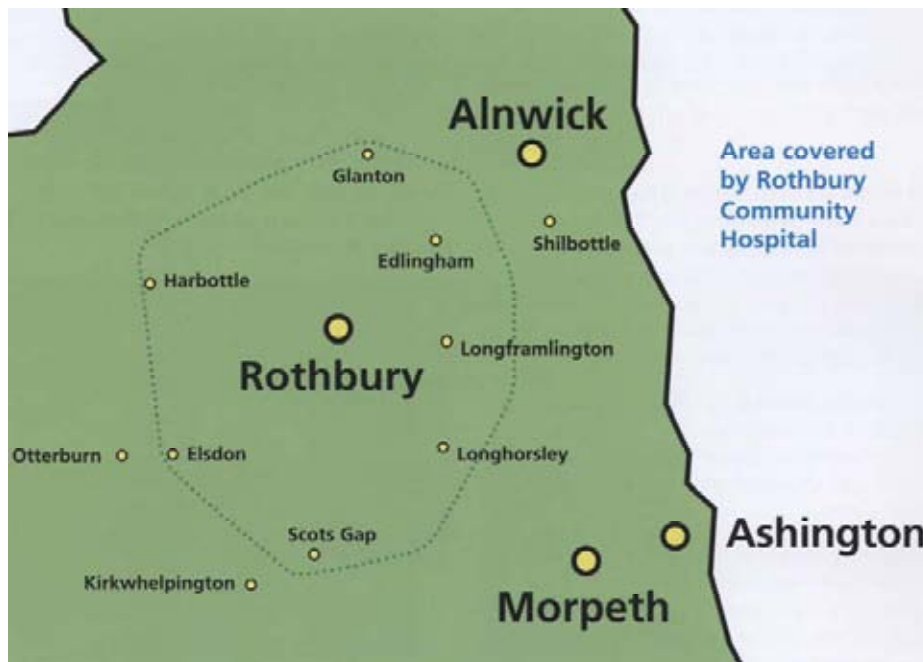 Alnwick
Area covered
by Rothbury
Community
Hospital
Glanton
Shilbottle
Edlingham
Harbottle
Longframlington
Rothbury
Otterburn
Elsdon
Longhorsley
Scots Gap
Ashington
Kirkwhelpington
Morpeth